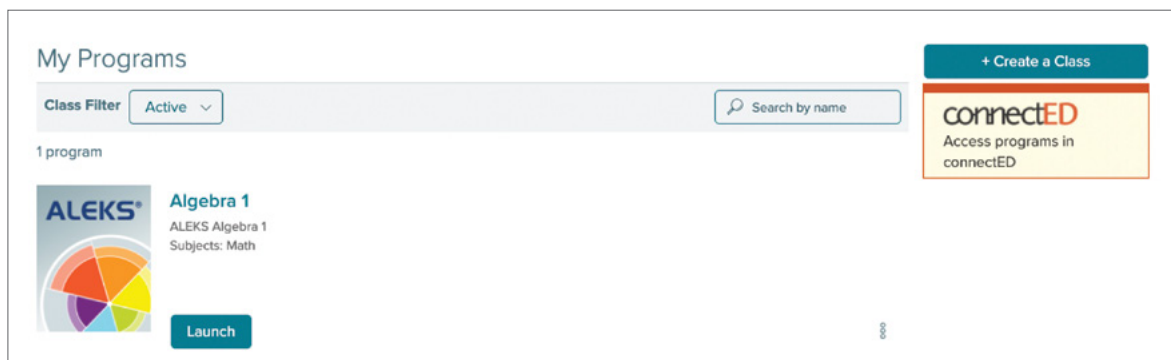 My Programs
+ Create a Class
Class Filter
Active
Search by name
connectED
Access programs in
connectED
1 program
ALEKS®
Algebra 1
ALEKS Algebra 1
Subjects: Math
Launch